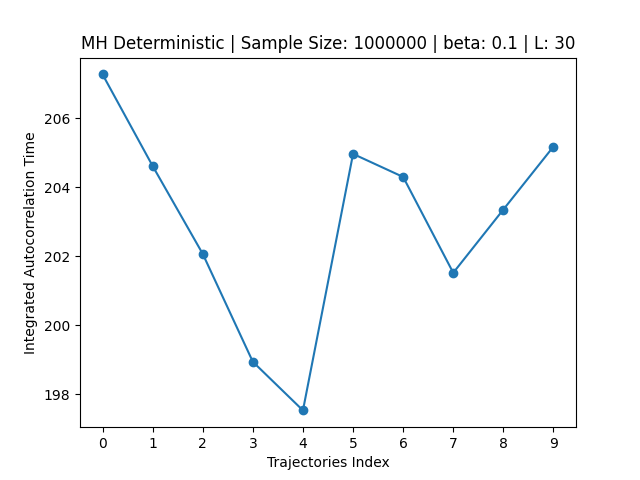 MH Deterministic | Sample Size: 1000000 | beta: 0.1 | L: 30
206
204
202
200
198
Integrated Autocorrelation Time
0 1 2 3 4 5 6 7 8 9
Trajectories Index